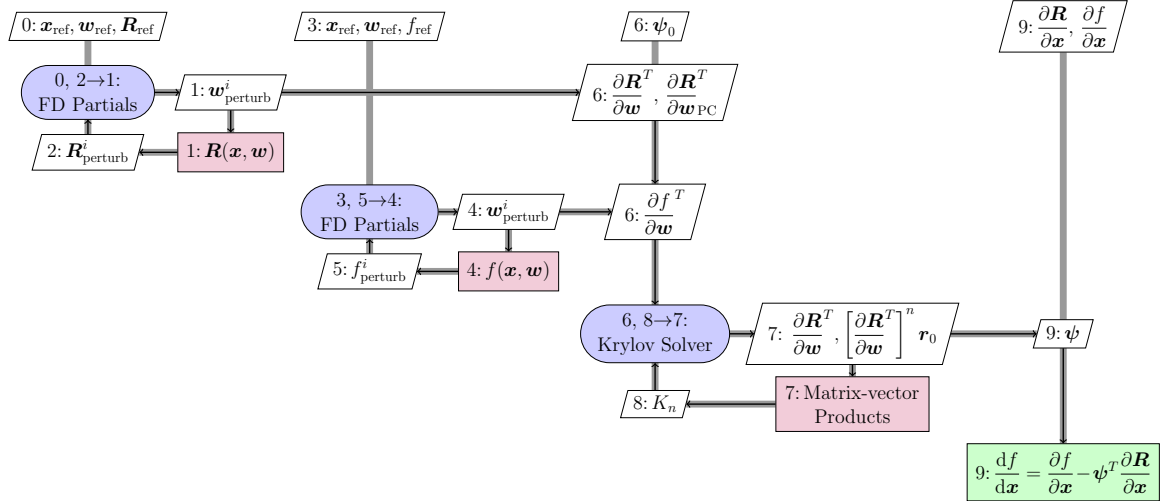 0: 𝒙_ref, 𝒘_ref, 𝑹_ref
3: 𝒙_ref, 𝒘_ref, f_ref
6: 𝝍_0
9: ∂𝑹/∂𝒙, ∂f/∂𝒙
0, 2→1:
FD Partials
1: 𝒘^i_perturb
6: ∂𝑹/∂𝒘^T, ∂𝑹/∂𝒘^T_PC
2: 𝑹^i_perturb
1: 𝑹(𝒙, 𝒘)
3, 5→4:
FD Partials
4: 𝒘^i_perturb
6: ∂f/∂𝒘^T
5: f^i_perturb
4: f(𝒙, 𝒘)
6, 8→7:
Krylov Solver
7: ∂𝑹/∂𝒘^T, [∂𝑹/∂𝒘^T]^n 𝒓_0
9: 𝝍
8: K_n
7: Matrix-vector
Products
9: df/d𝒙 = ∂f/∂𝒙 − 𝝍^T ∂𝑹/∂𝒙